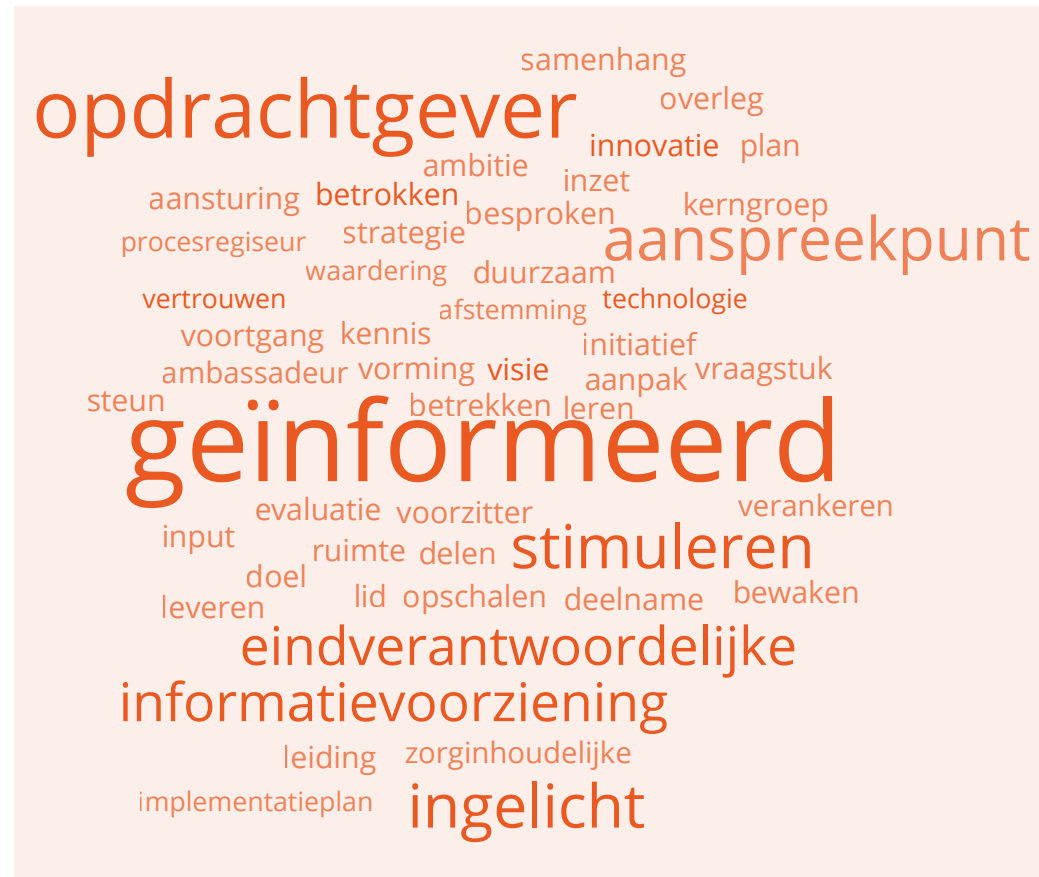 samenhang
opdrachtgever overleg
innovatie plan
ambitie inzet
aansturing betrokken besproken kerngroep
procesregiseur strategie aanspreekpunt
waardering duurzaam
vertrouwen afstemming technologie
voortgang kennis initiatief
ambassadeur vorming visie aanpak vraagstuk
steun betrekken leren
geïnformeerd
evaluatie voorzitter verankeren
input ruimte delen stimuleren
doel
leveren lid opschalen deelname bewaken
eindverantwoordelijke
informatievoorziening
leiding zorginhoudelijke
implementatieplan ingelicht